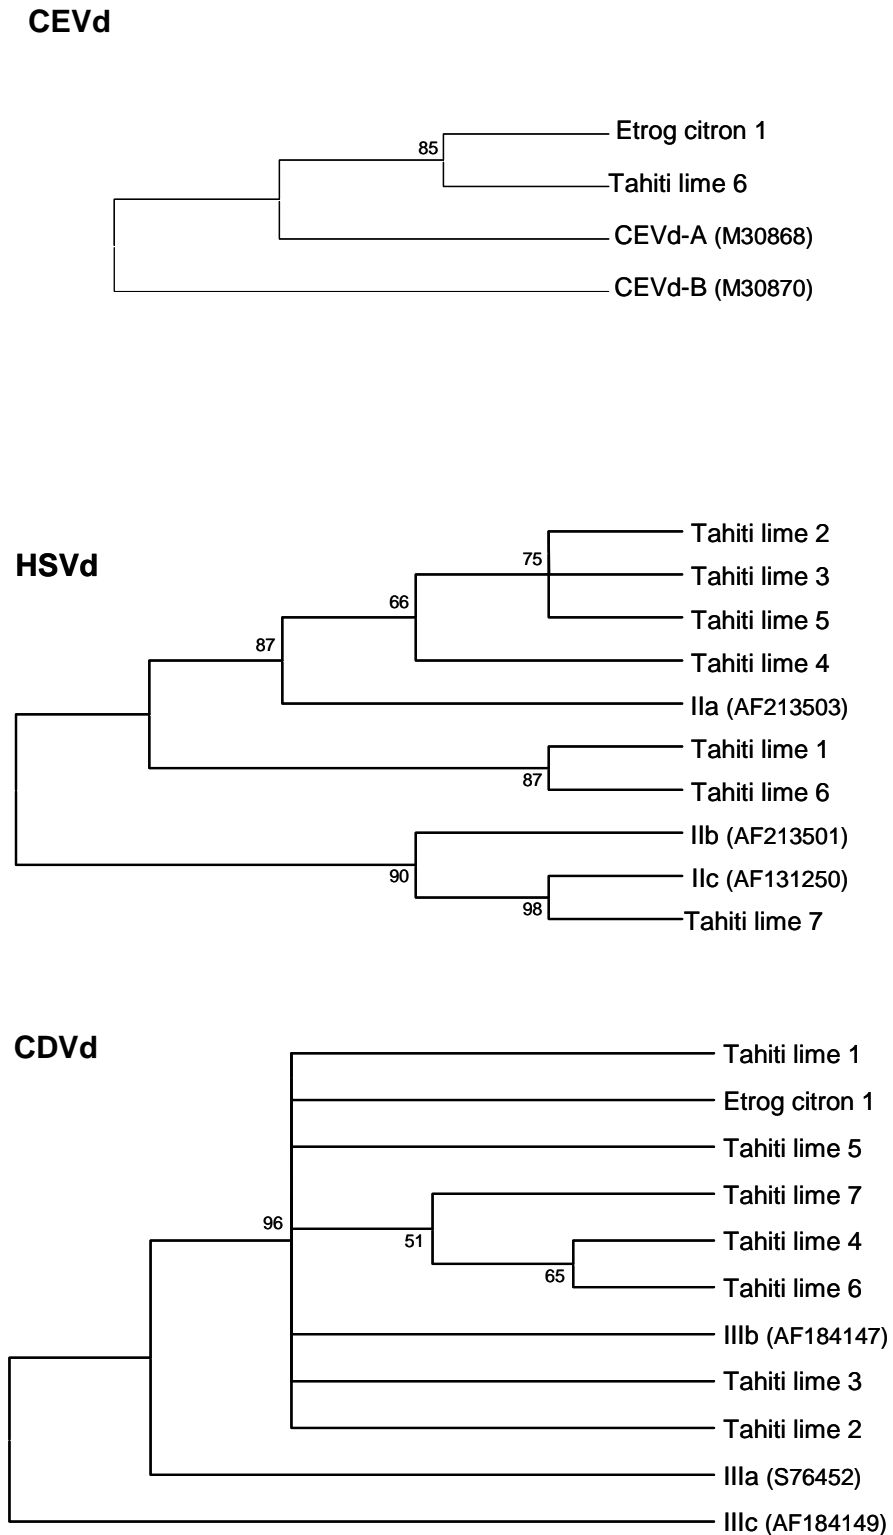 CEVd
Etrog citron 1
85
Tahiti lime 6
CEVd-A (M30868)
CEVd-B (M30870)
HSVd
Tahiti lime 2
75
Tahiti lime 3
66
Tahiti lime 5
87
Tahiti lime 4
IIa (AF213503)
Tahiti lime 1
87
Tahiti lime 6
IIb (AF213501)
90
IIc (AF131250)
98
Tahiti lime 7
CDVd
Tahiti lime 1
Etrog citron 1
Tahiti lime 5
Tahiti lime 7
96
51
Tahiti lime 4
65
Tahiti lime 6
IIIb (AF184147)
Tahiti lime 3
Tahiti lime 2
IIIa (S76452)
IIIc (AF184149)